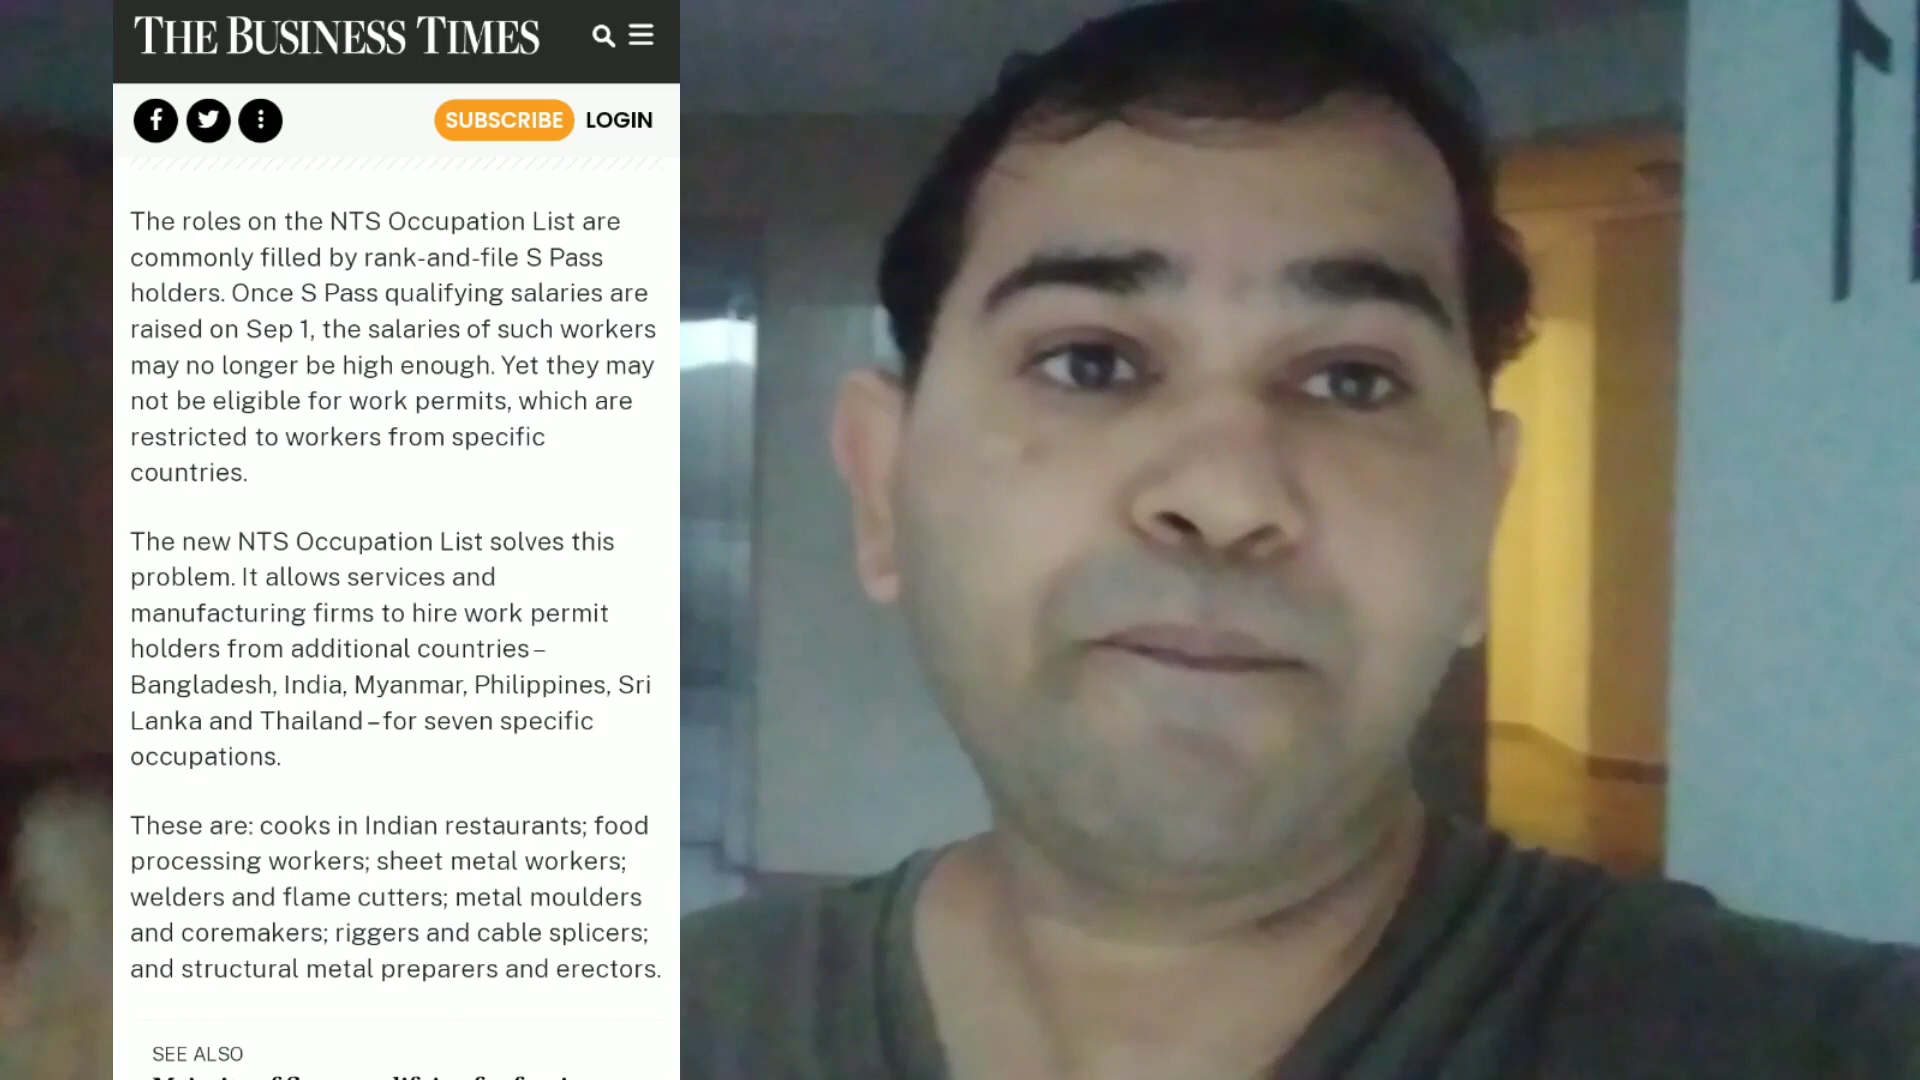 THE BUSINESS TIMES
SUBSCRIBE LOGIN
The roles on the NTS Occupation List are
commonly filled by rank-and-file S Pass
holders. Once S Pass qualifying salaries are
raised on Sep 1, the salaries of such workers
may no longer be high enough. Yet they may
not be eligible for work permits, which are
restricted to workers from specific
countries.
The new NTS Occupation List solves this
problem. It allows services and
manufacturing firms to hire work permit
holders from additional countries –
Bangladesh, India, Myanmar, Philippines, Sri
Lanka and Thailand – for seven specific
occupations.
These are: cooks in Indian restaurants; food
processing workers; sheet metal workers;
welders and flame cutters; metal moulders
and coremakers; riggers and cable splicers;
and structural metal preparers and erectors.
SEE ALSO